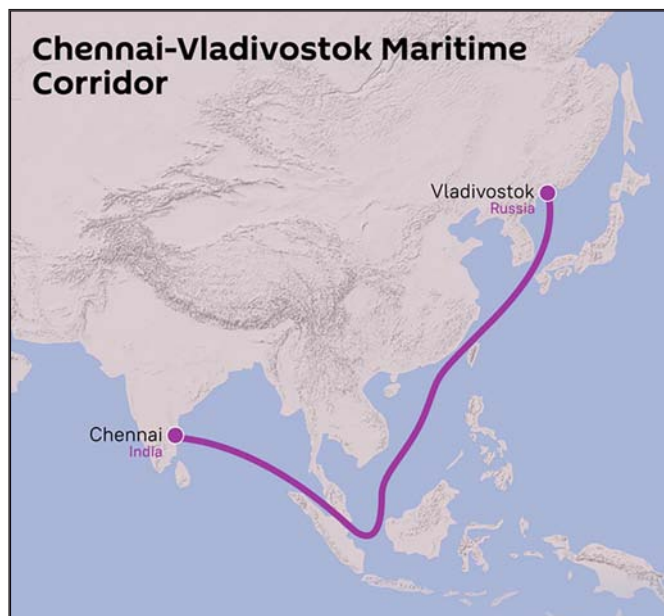 Chennai-Vladivostok Maritime
Corridor
Vladivostok
Russia
Chennai
India